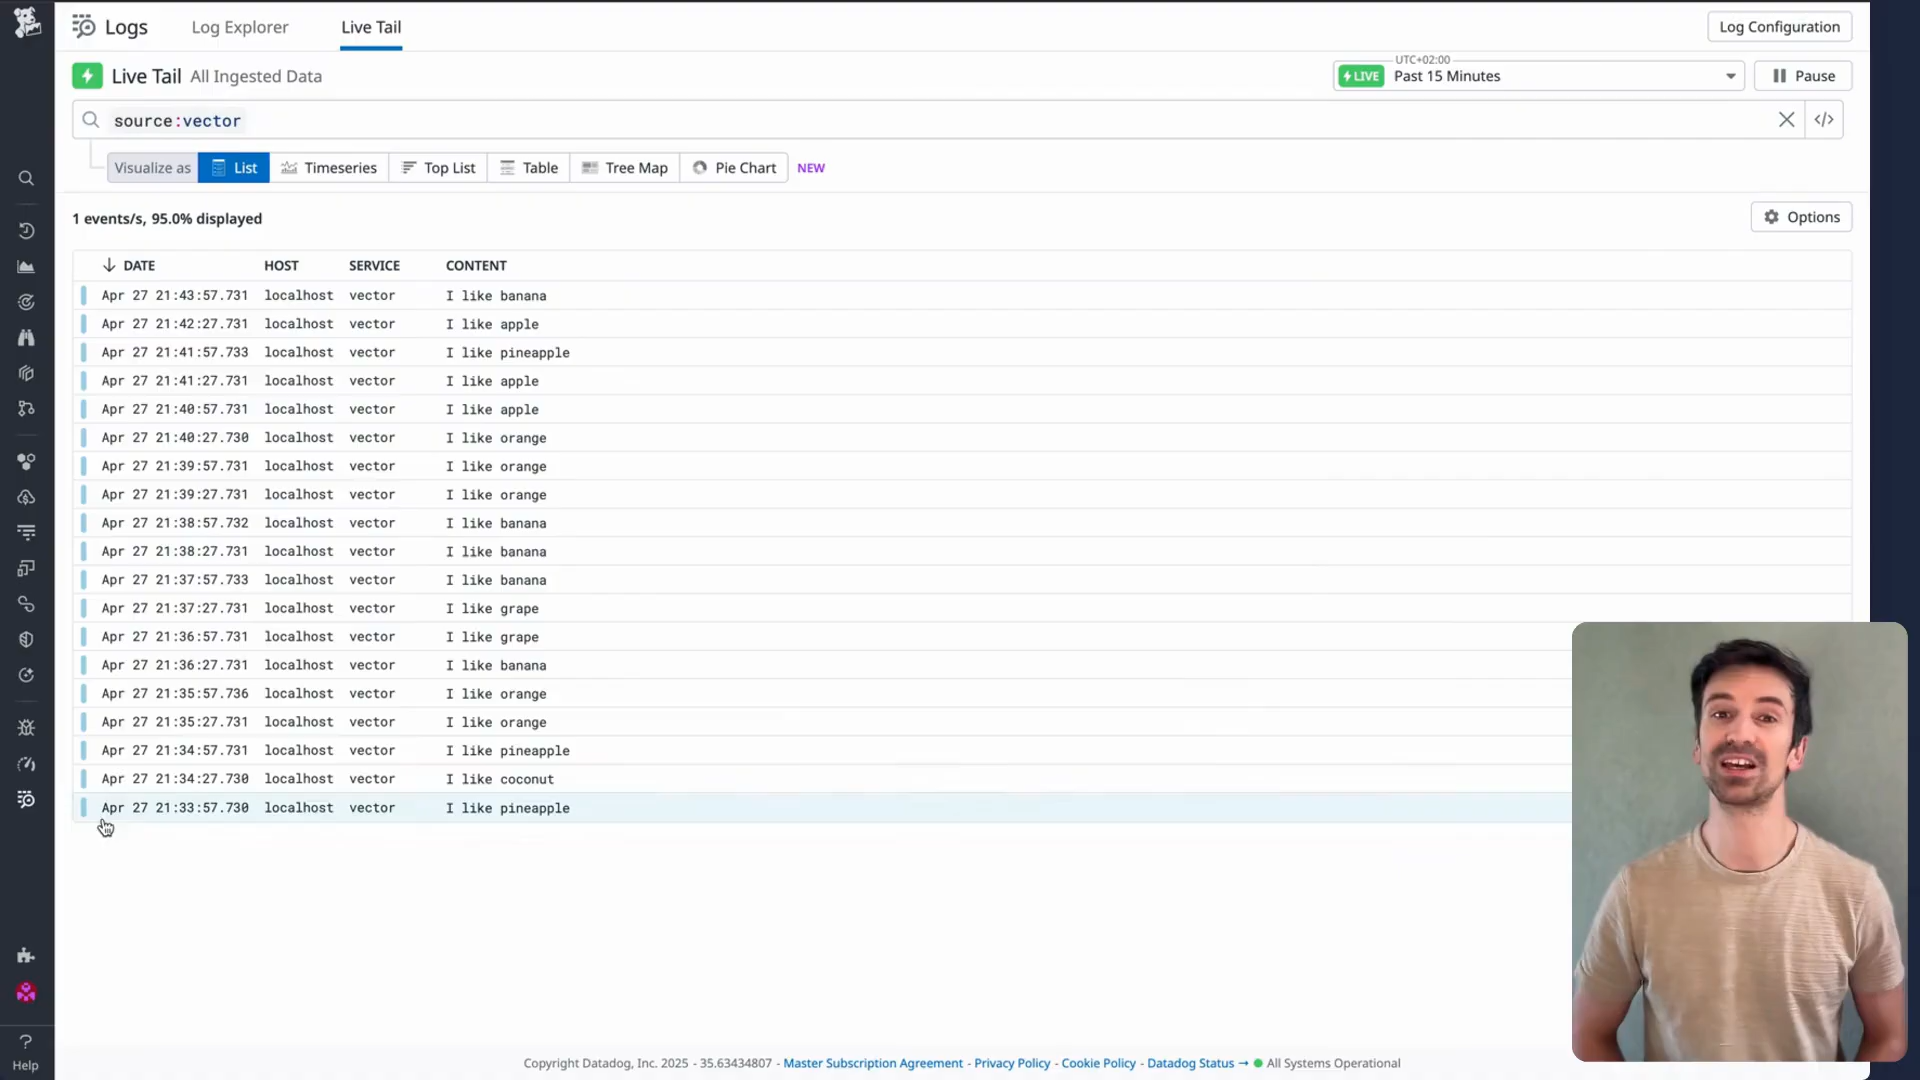 Logs Log Explorer Live Tail Log Configuration
Live Tail All Ingested Data LIVE UTC+02:00 Past 15 Minutes Pause
source:vector </>
Visualize as List Timeseries Top List Table Tree Map Pie Chart NEW
1 events/s, 95.0% displayed Options
DATE HOST SERVICE CONTENT
Apr 27 21:43:57.731 localhost vector I like banana
Apr 27 21:42:27.731 localhost vector I like apple
Apr 27 21:41:57.733 localhost vector I like pineapple
Apr 27 21:41:27.731 localhost vector I like apple
Apr 27 21:40:57.731 localhost vector I like apple
Apr 27 21:40:27.730 localhost vector I like orange
Apr 27 21:39:57.731 localhost vector I like orange
Apr 27 21:39:27.731 localhost vector I like orange
Apr 27 21:38:57.732 localhost vector I like banana
Apr 27 21:38:27.731 localhost vector I like banana
Apr 27 21:37:57.733 localhost vector I like banana
Apr 27 21:37:27.731 localhost vector I like grape
Apr 27 21:36:57.731 localhost vector I like grape
Apr 27 21:36:27.731 localhost vector I like banana
Apr 27 21:35:57.736 localhost vector I like orange
Apr 27 21:35:27.731 localhost vector I like orange
Apr 27 21:34:57.731 localhost vector I like pineapple
Apr 27 21:34:27.730 localhost vector I like coconut
Apr 27 21:33:57.730 localhost vector I like pineapple
Help
Copyright Datadog, Inc. 2025 - 35.63434807 - Master Subscription Agreement - Privacy Policy - Cookie Policy - Datadog Status → All Systems Operational